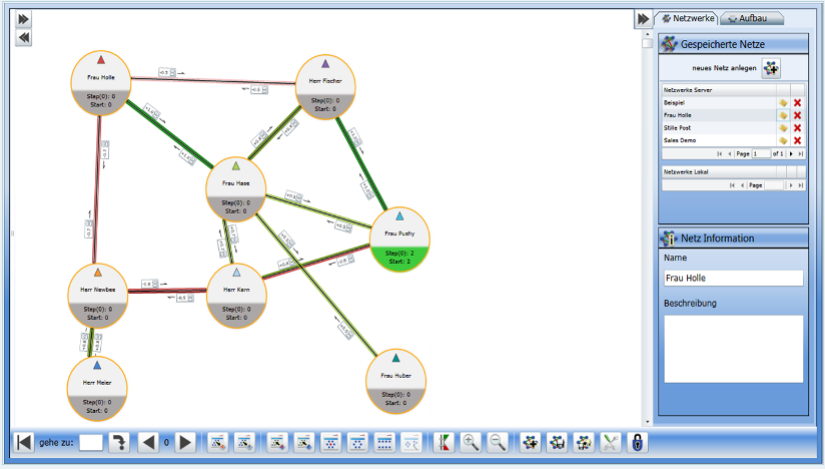 Netzwerke
Aufbau
Gespeicherte Netze
neues Netz anlegen
Netzwerke Server
Beispiel
Frau Holle
Stille Post
Sales Demo
Page 1 of 1
Netzwerke Lokal
Page
Netz Information
Name
Frau Holle
Beschreibung
Frau Holle
Step(0): 0
Start: 0
Herr Fischer
Step(0): 0
Start: 0
Frau Hase
Step(0): 0
Start: 0
Frau Pushy
Step(0): 2
Start: 2
Herr Newbee
Step(0): 0
Start: 0
Herr Kern
Step(0): 0
Start: 0
Herr Meier
Step(0): 0
Start: 0
Frau Huber
Step(0): 0
Start: 0
gehe zu:
0